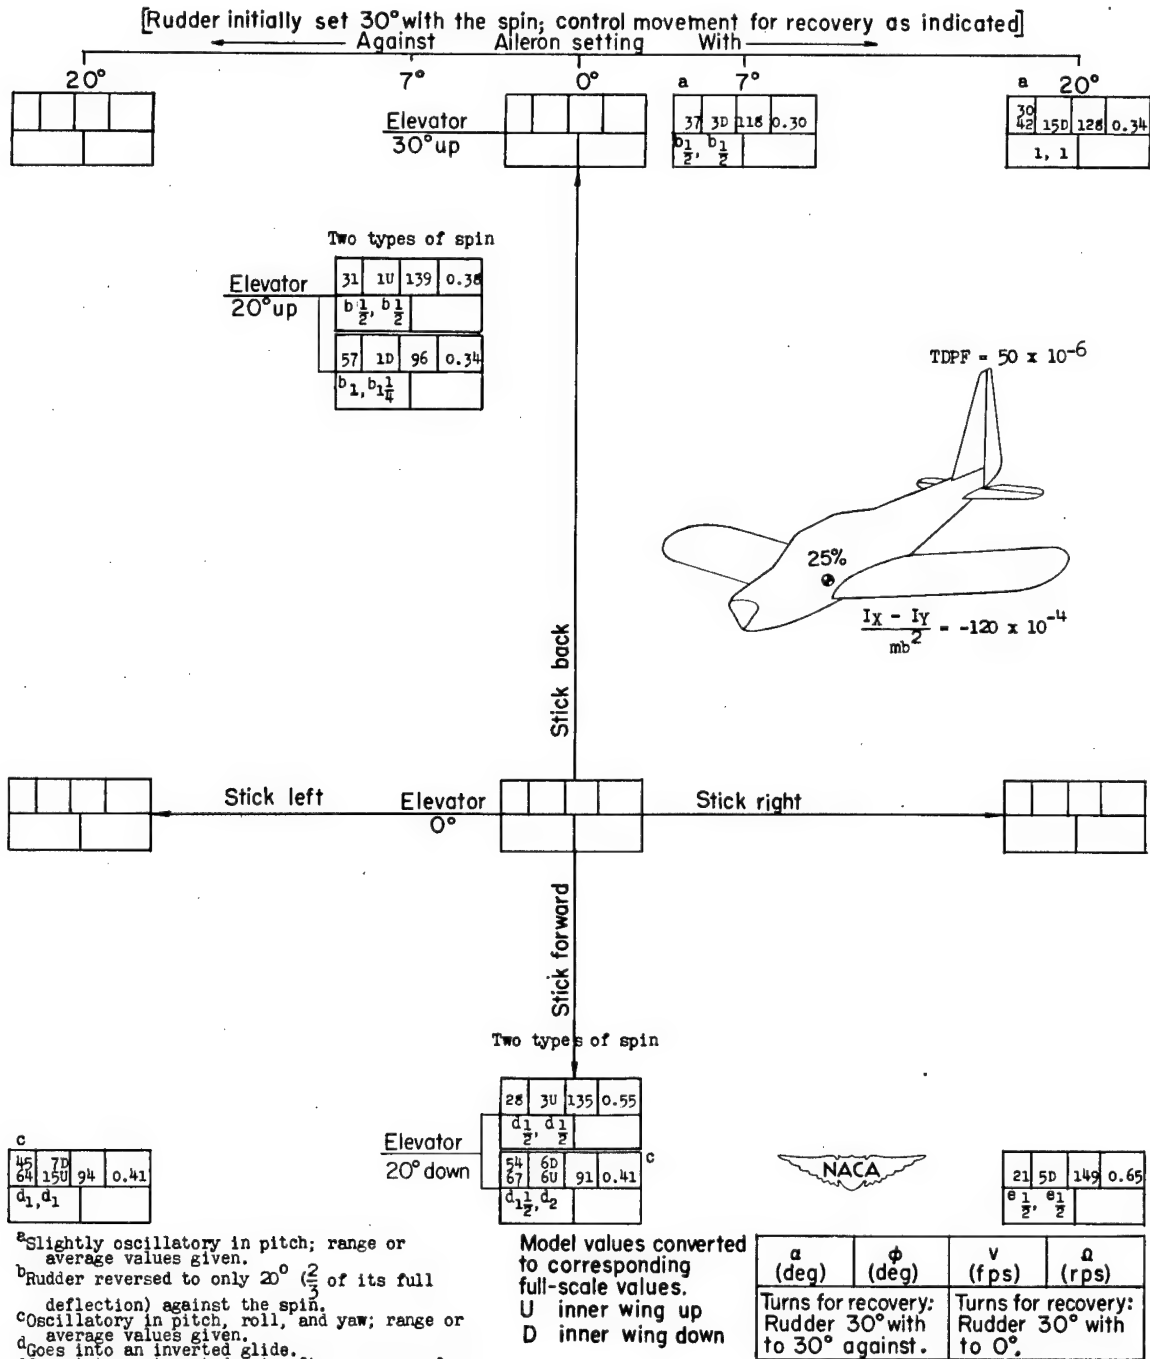 [Rudder initially set 30° with the spin; control movement for recovery as indicated]
Against Aileron setting With
20° 7° 0° a 7° a 20°
Elevator
30° up
37 3D 118 0.30
b½, b½
30
42 15D 128 0.34
1, 1
Two types of spin
Elevator
20° up
31 1U 139 0.38
b½, b½
57 1D 96 0.34
b1, b1¼
TDPF = 50 x 10⁻⁶
25%
IX - IY
mb² = -120 x 10⁻⁴
Stick back
Stick left Elevator
0° Stick right
Stick forward
Two types of spin
Elevator
20° down
28 3U 135 0.55
d½, d½
c
54 6D
67 6U 91 0.41
d1½, d2
c
45 7D
64 15U 94 0.41
d1, d1
NACA
21 5D 149 0.65
e½, e½
aSlightly oscillatory in pitch; range or
average values given.
bRudder reversed to only 20° (2/3 of its full
deflection) against the spin.
cOscillatory in pitch, roll, and yaw; range or
average values given.
dGoes into an inverted glide.
Model values converted
to corresponding
full-scale values.
U inner wing up
D inner wing down
α
(deg)
ϕ
(deg)
V
(fps)
Ω
(rps)
Turns for recovery:
Rudder 30° with
to 30° against.
Turns for recovery:
Rudder 30° with
to 0°.